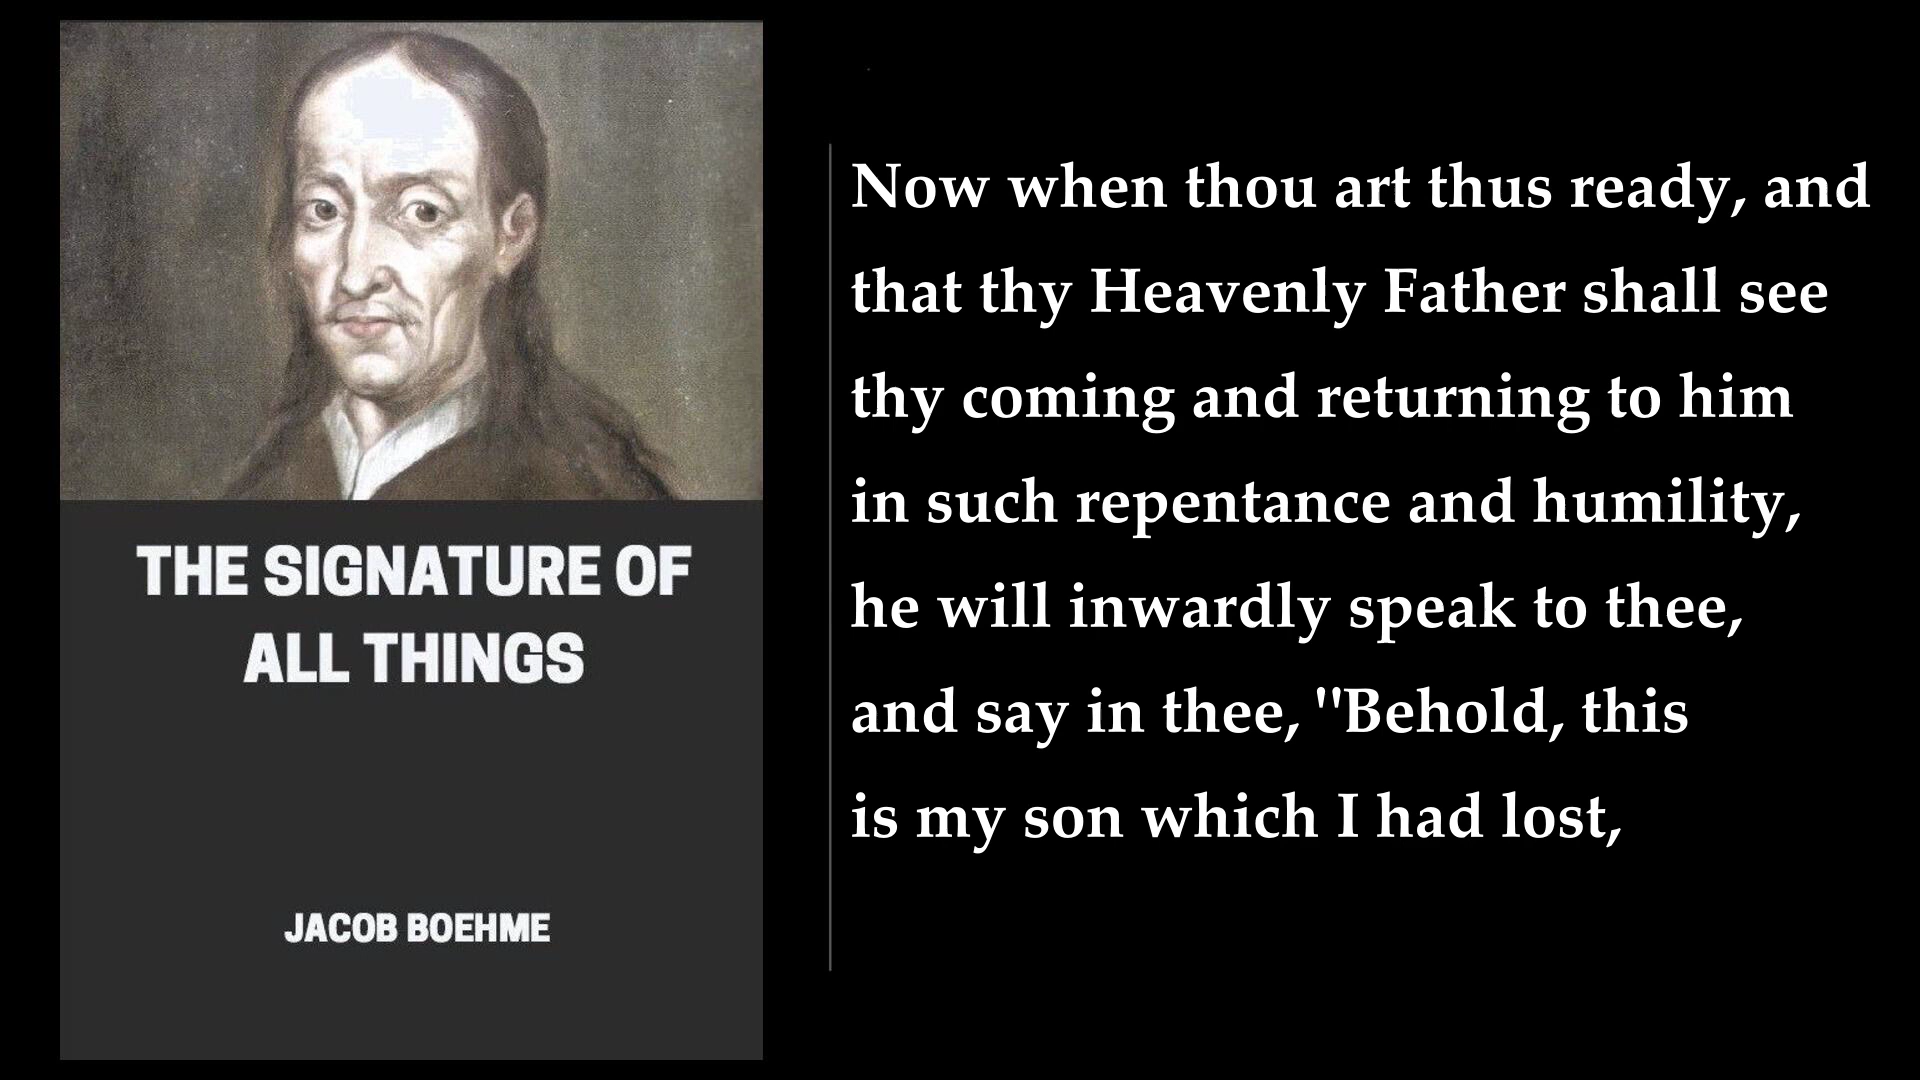 THE SIGNATURE OF
ALL THINGS
JACOB BOEHME
Now when thou art thus ready, and
that thy Heavenly Father shall see
thy coming and returning to him
in such repentance and humility,
he will inwardly speak to thee,
and say in thee, "Behold, this
is my son which I had lost,